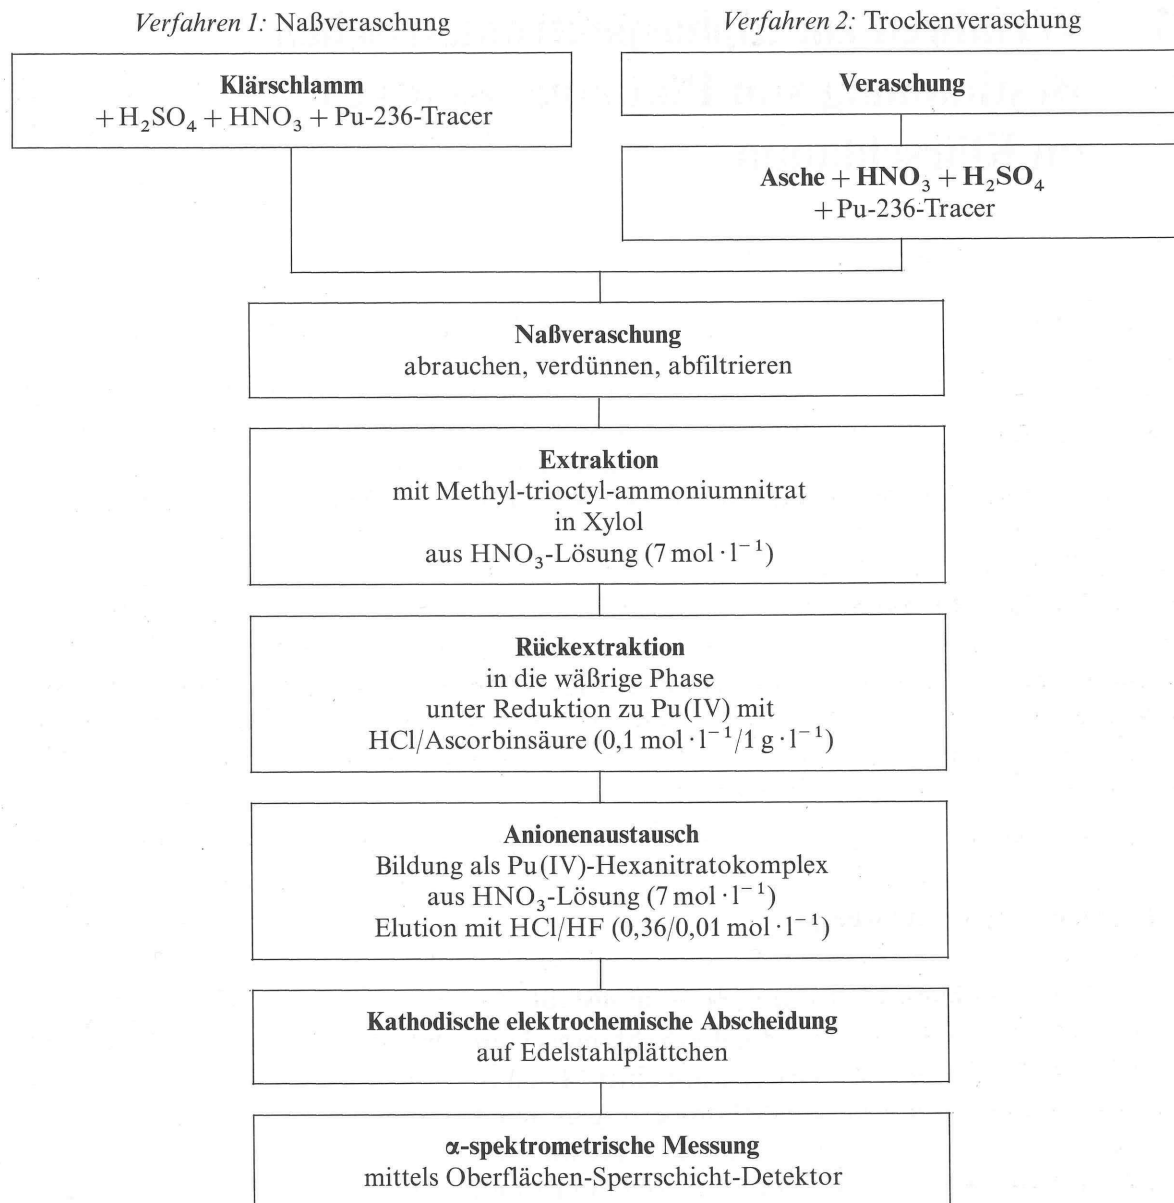 Verfahren 1: Naßveraschung
Klärschlamm
+ H₂SO₄ + HNO₃ + Pu-236-Tracer
Verfahren 2: Trockenveraschung
Veraschung
Asche + HNO₃ + H₂SO₄
+ Pu-236-Tracer
Naßveraschung
abrauchen, verdünnen, abfiltrieren
Extraktion
mit Methyl-trioctyl-ammoniumnitrat
in Xylol
aus HNO₃-Lösung (7 mol · l⁻¹)
Rückextraktion
in die wäßrige Phase
unter Reduktion zu Pu(IV) mit
HCl/Ascorbinsäure (0,1 mol · l⁻¹/1 g · l⁻¹)
Anionenaustausch
Bildung als Pu(IV)-Hexanitratokomplex
aus HNO₃-Lösung (7 mol · l⁻¹)
Elution mit HCl/HF (0,36/0,01 mol · l⁻¹)
Kathodische elektrochemische Abscheidung
auf Edelstahlplättchen
α-spektrometrische Messung
mittels Oberflächen-Sperrschicht-Detektor